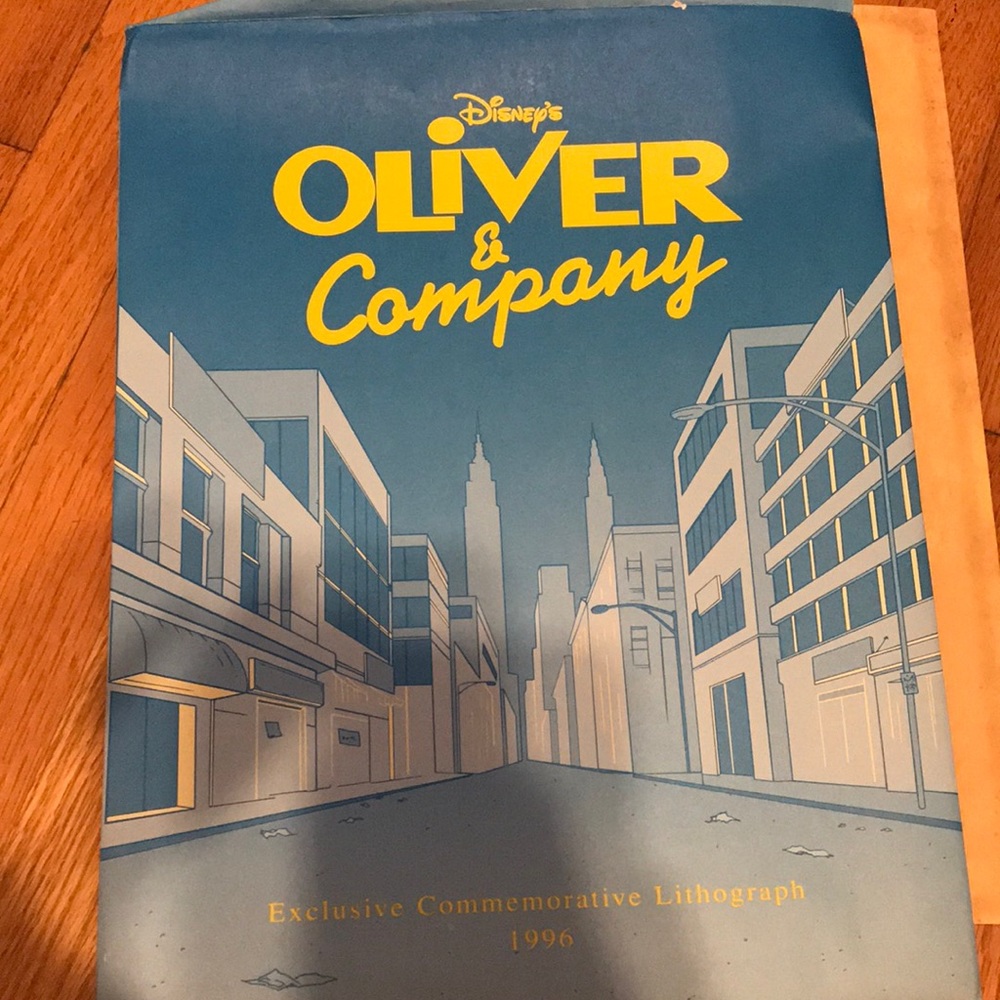 Disney's
OLiVER
&
Company
Exclusive Commemorative Lithograph
1996